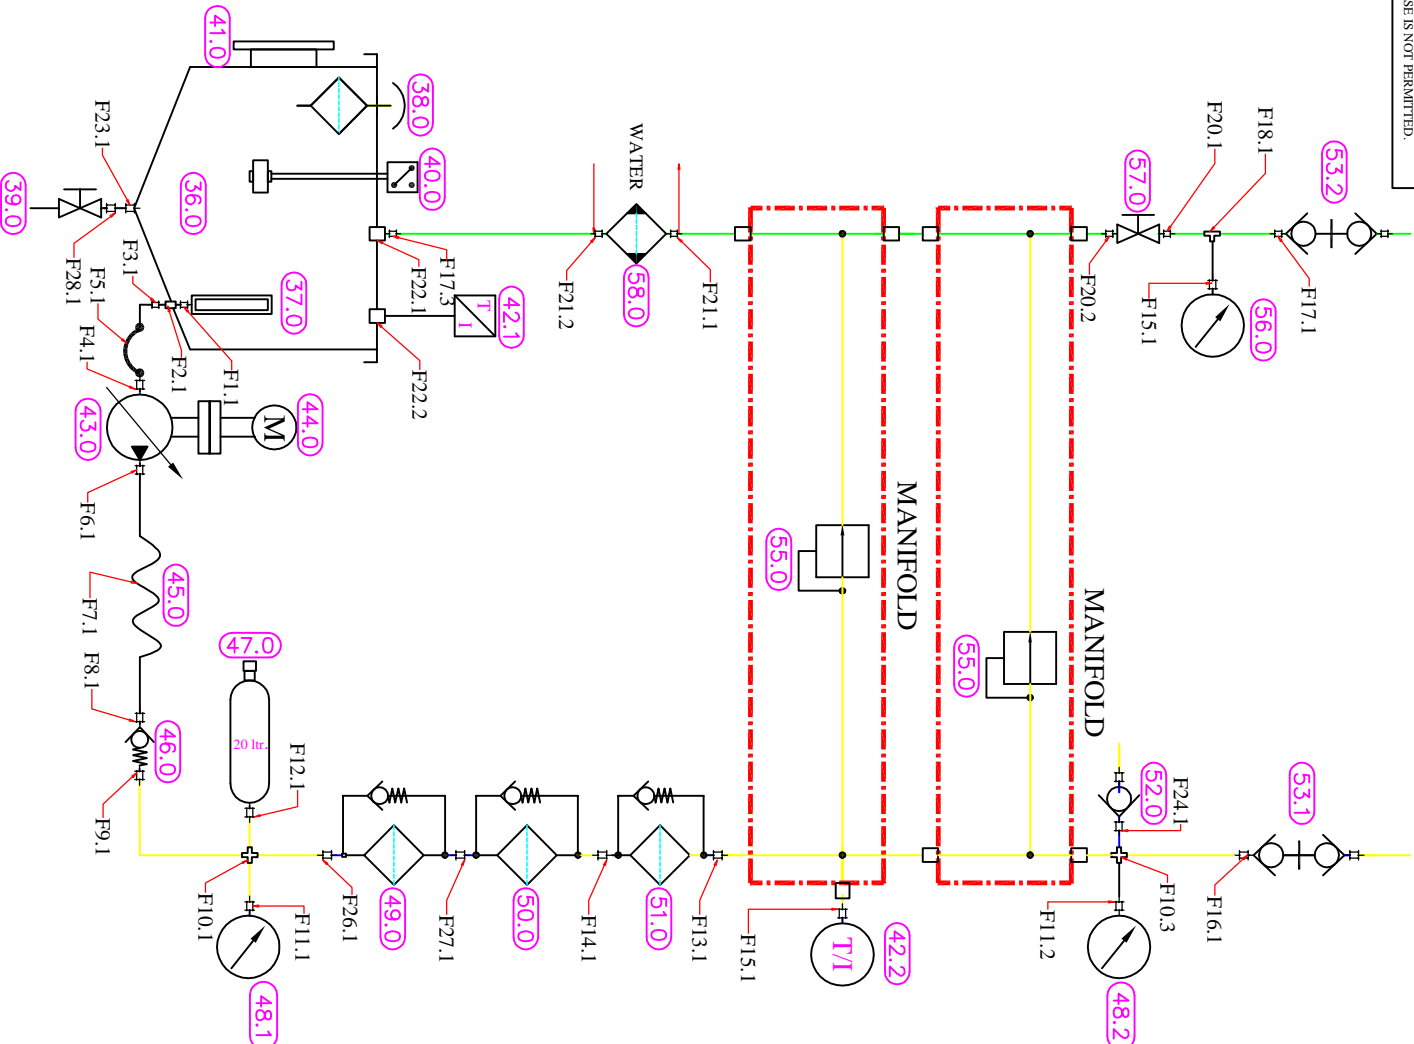 SE IS NOT PERMITTED.
41.0
38.0
40.0
F23.1
36.0
39.0
F28.1
F3.1
F5.1
F4.1
37.0
F2.1
F1.1
F17.3
F22.1
42.1
T
I
F22.2
43.0
44.0
M
F6.1
45.0
F7.1
F8.1
46.0
F9.1
47.0
20 ltr.
F12.1
F10.1
F11.1
48.1
F26.1
49.0
F27.1
50.0
F14.1
51.0
F13.1
F15.1
42.2
T/I
WATER
F21.2
58.0
F21.1
MANIFOLD
55.0
MANIFOLD
55.0
F20.1
F18.1
53.2
57.0
F20.2
F15.1
56.0
F17.1
52.0
F24.1
53.1
F10.3
F16.1
F11.2
48.2